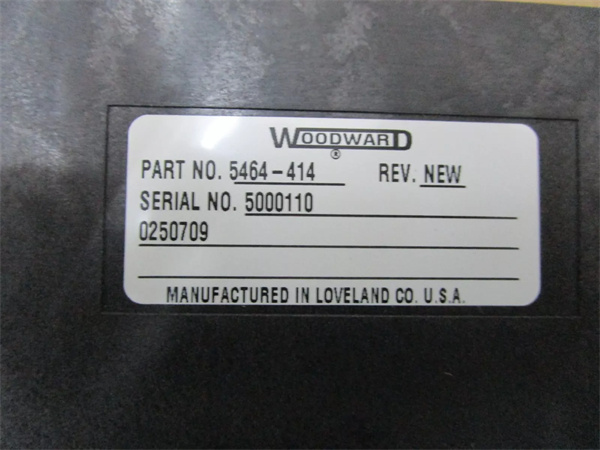 WOODWARD
®
PART NO. 5464-414 REV. NEW
SERIAL NO. 5000110
0250709
MANUFACTURED IN LOVELAND CO. U.S.A.